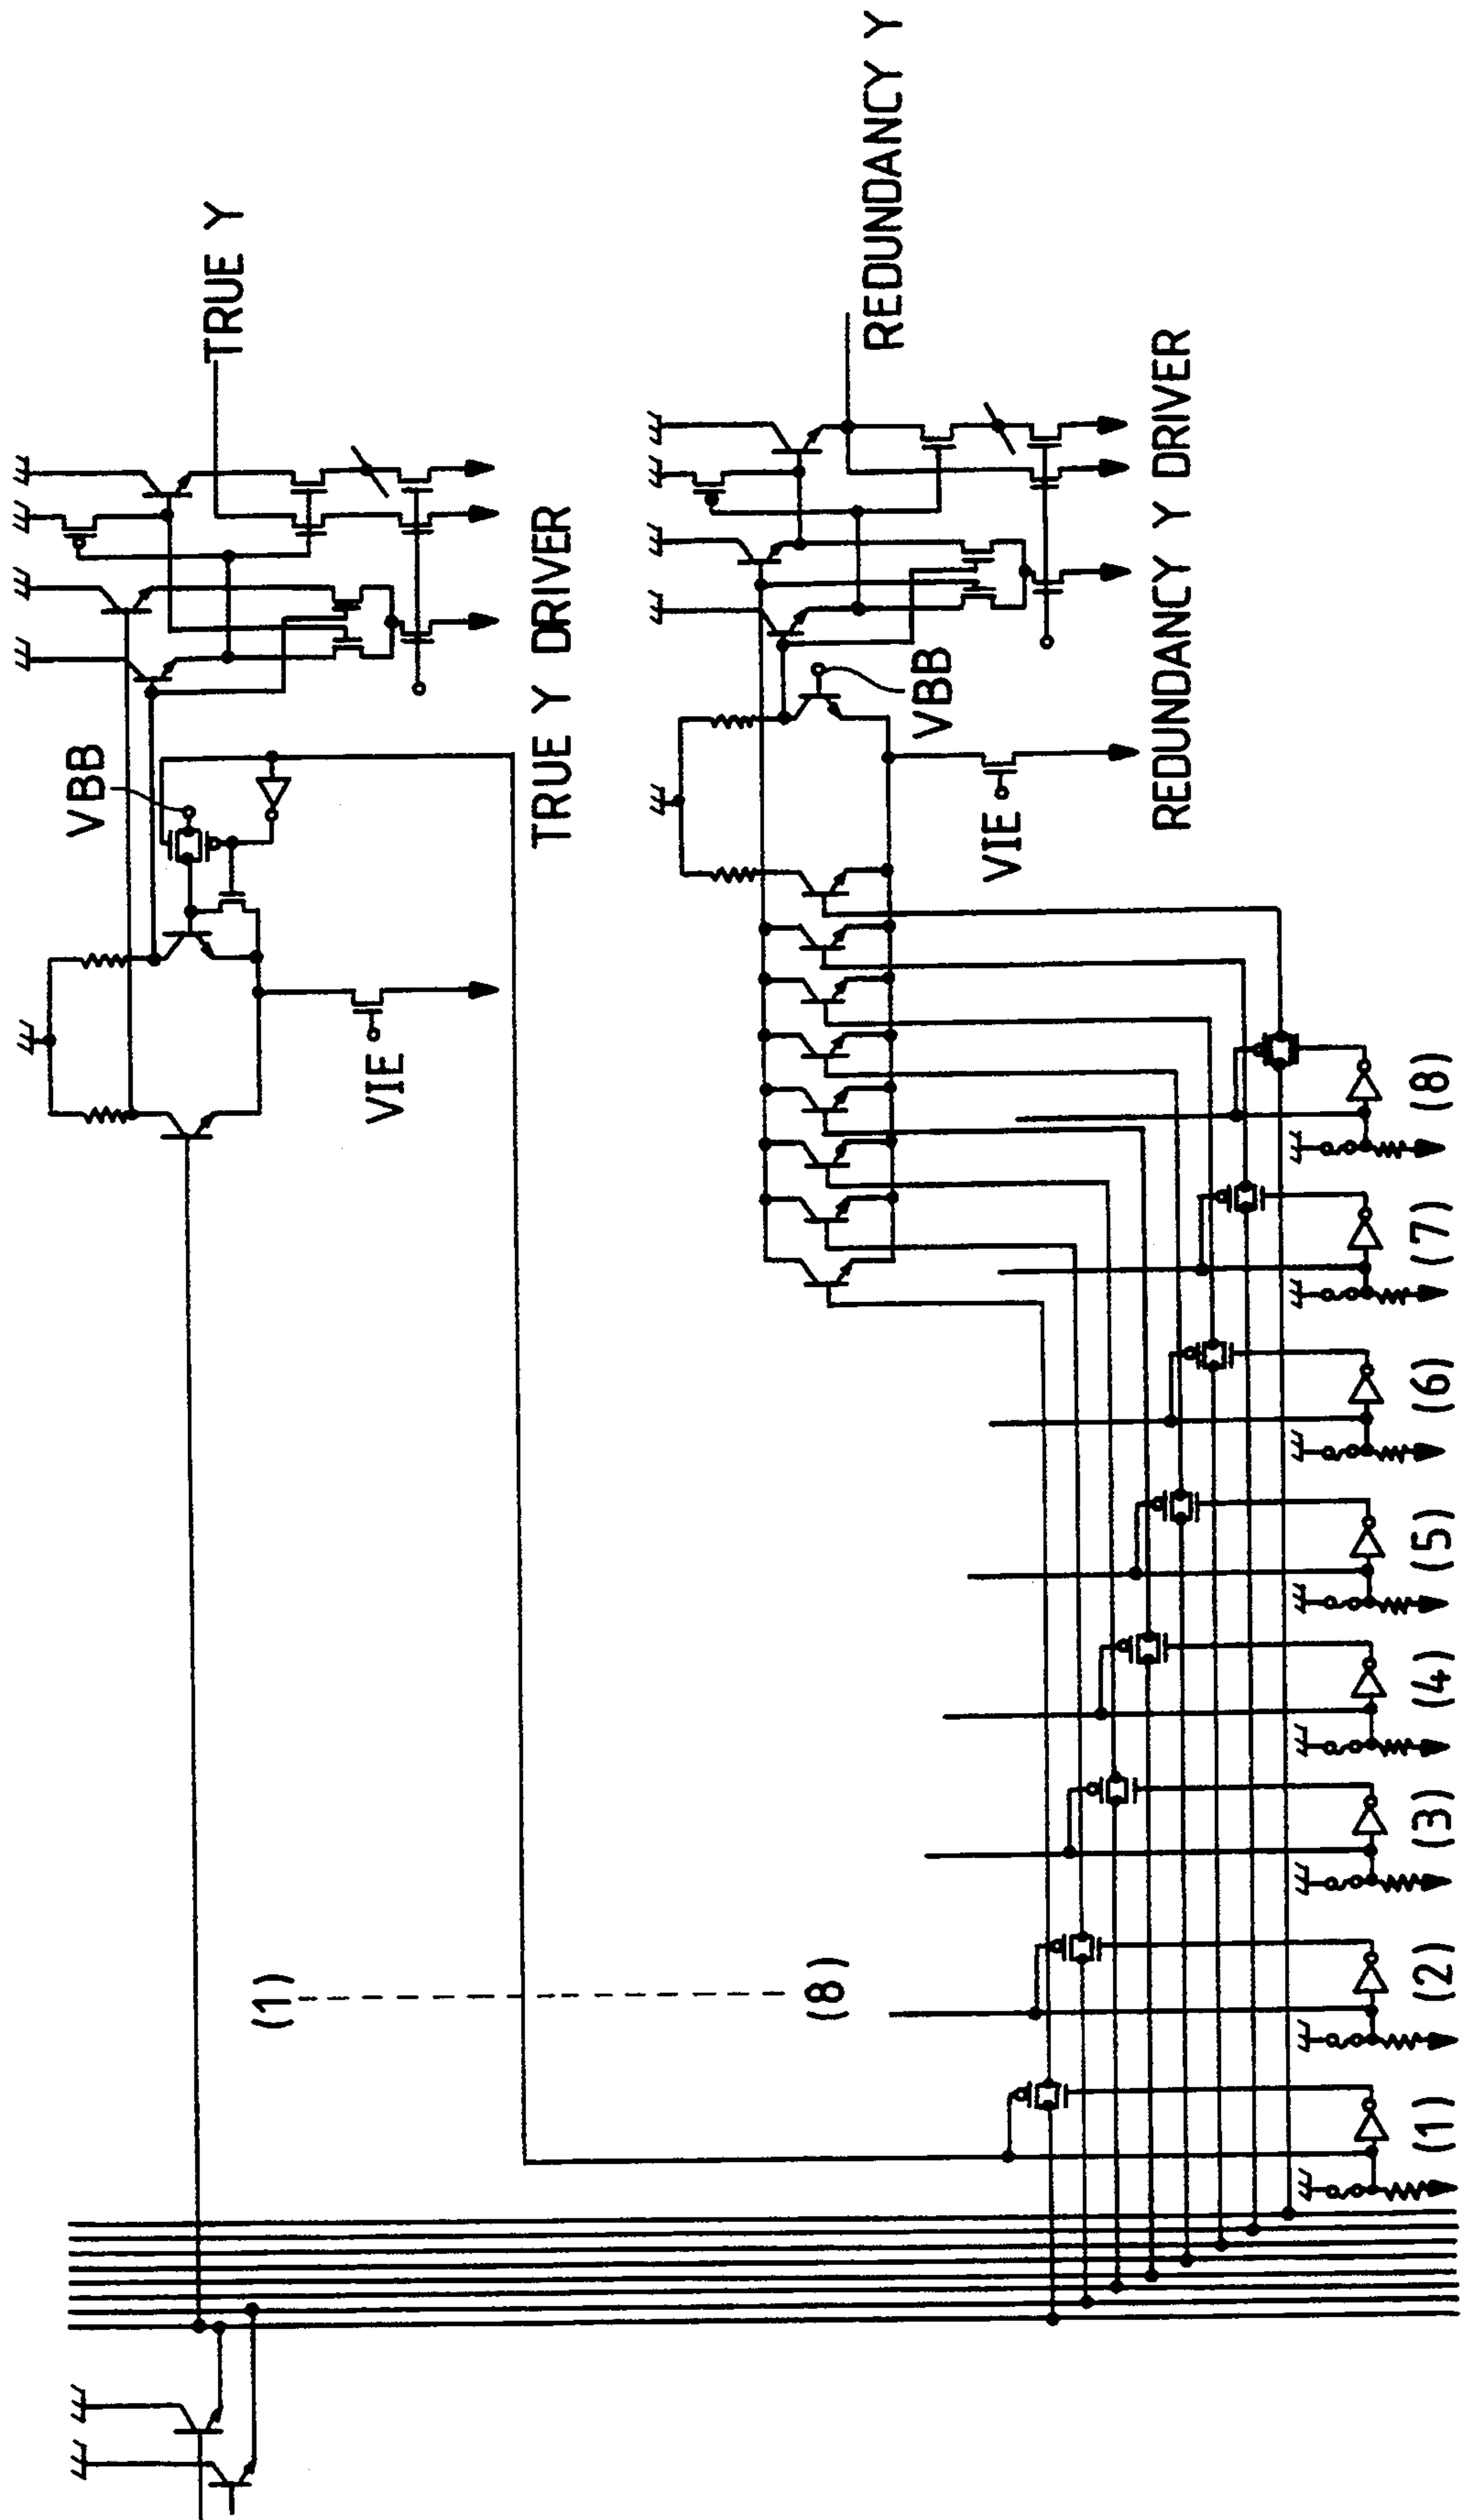 TRUE Y
VBB
VIE
TRUE Y DRIVER
REDUNDANCY Y
VBB
VIE
REDUNDANCY Y DRIVER
(1)
(8)
(1)
(2)
(3)
(4)
(5)
(6)
(7)
(8)